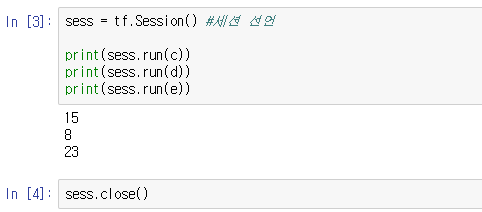 In [3]: sess = tf.Session() #세션 선언
print(sess.run(c))
print(sess.run(d))
print(sess.run(e))
15
8
23
In [4]: sess.close()